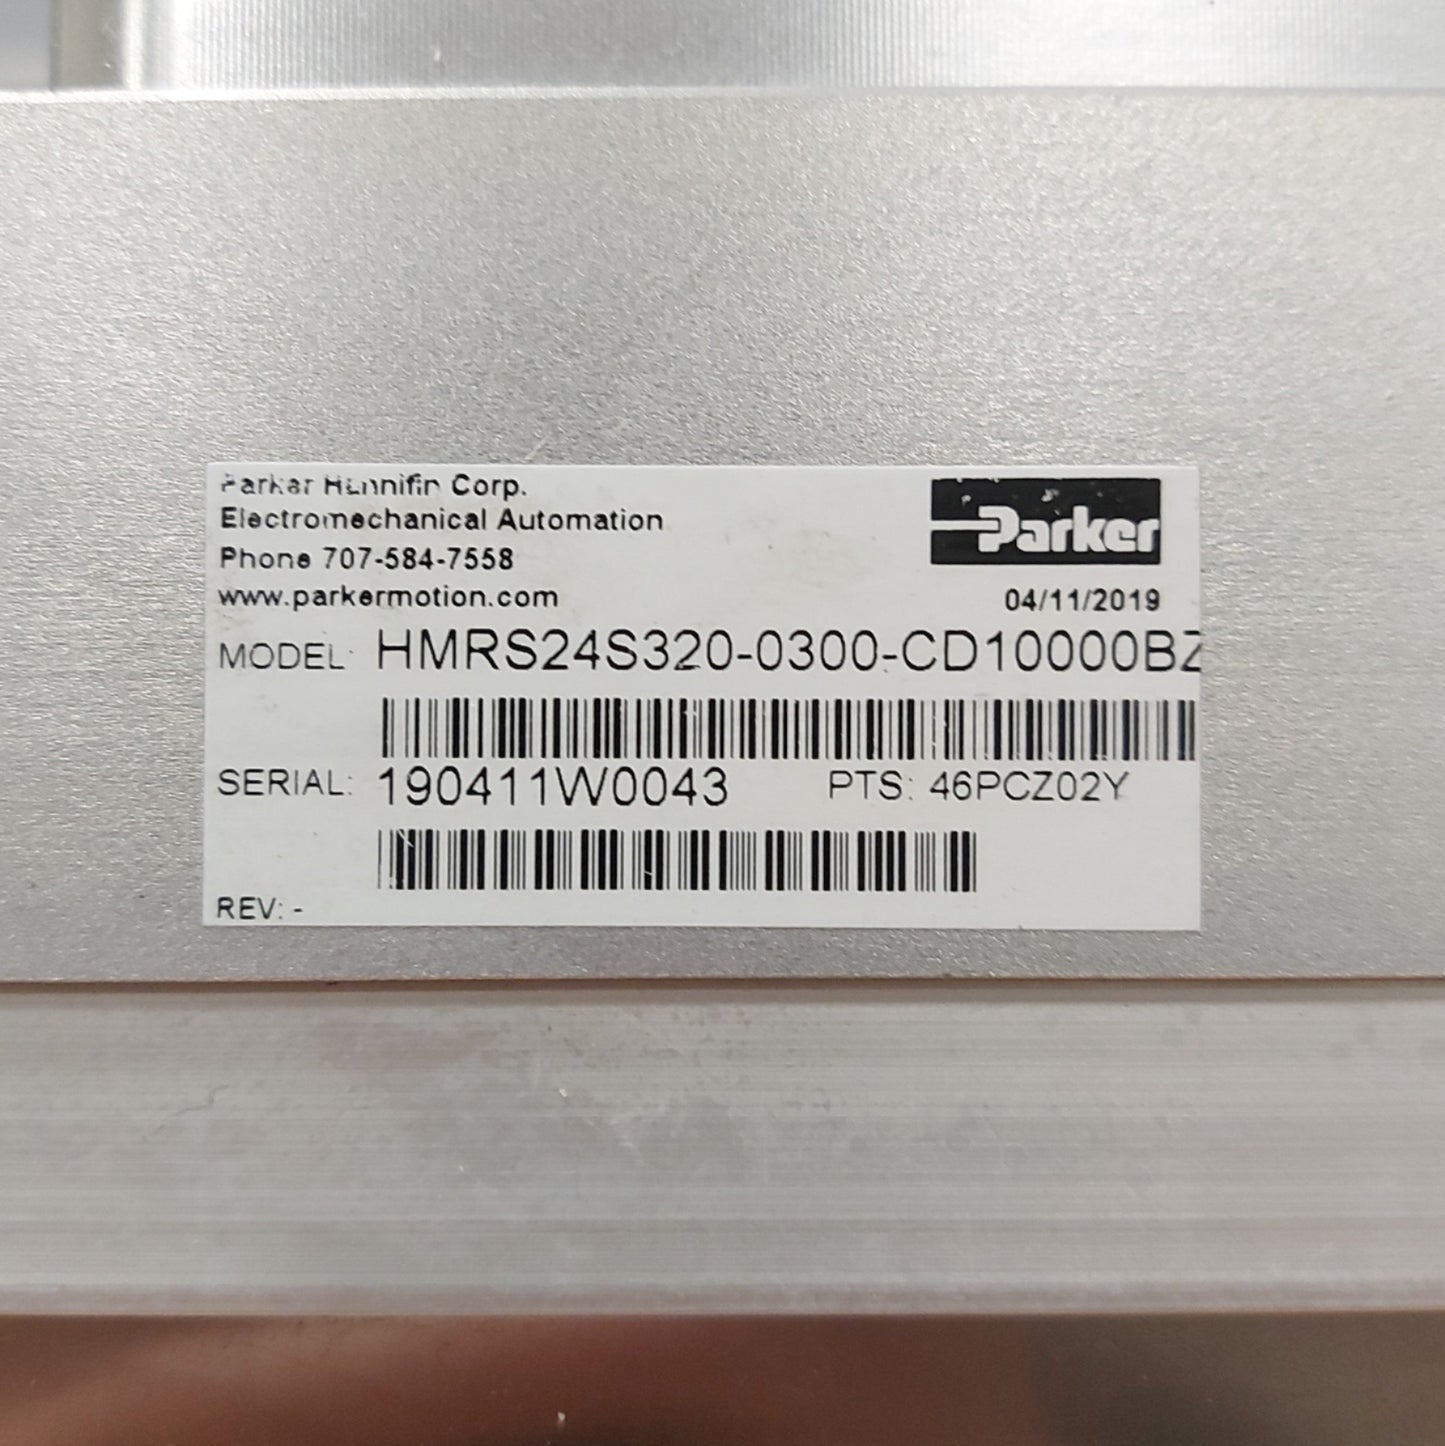 Parker Hannifin Corp.
Electromechanical Automation
Phone 707-584-7558
www.parkermotion.com
Parker
04/11/2019
MODEL: HMRS24S320-0300-CD10000BZ
SERIAL: 190411W0043 PTS: 46PCZ02Y
REV: -